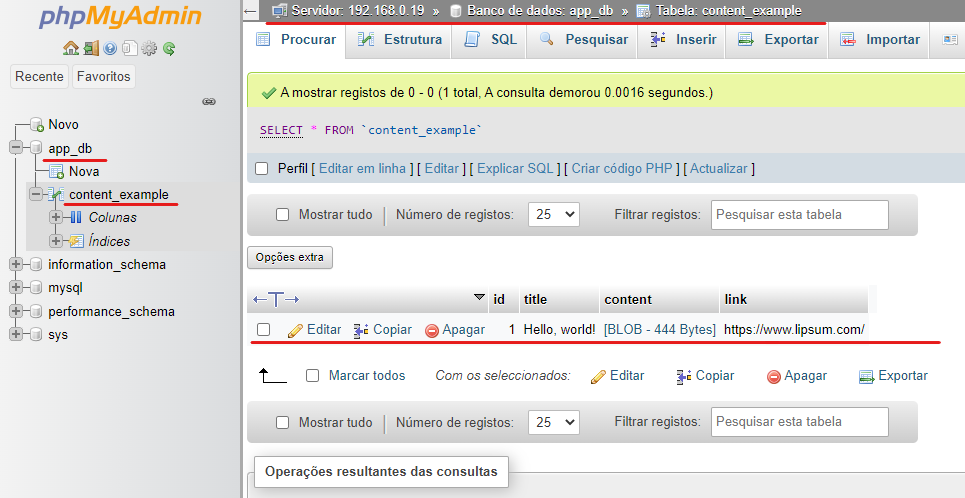 phpMyAdmin
Recente Favoritos
Novo
app_db
Nova
content_example
Colunas
Índices
information_schema
mysql
performance_schema
sys
Servidor: 192.168.0.19 » Banco de dados: app_db » Tabela: content_example
Procurar Estrutura SQL Pesquisar Inserir Exportar Importar
A mostrar registos de 0 - 0 (1 total, A consulta demorou 0.0016 segundos.)
SELECT * FROM `content_example`
Perfil [ Editar em linha ] [ Editar ] [ Explicar SQL ] [ Criar código PHP ] [ Actualizar ]
Mostrar tudo | Número de registos: 25 Filtrar registos: Pesquisar esta tabela
Opções extra
←T→ id title content link
Editar Copiar Apagar 1 Hello, world! [BLOB - 444 Bytes] https://www.lipsum.com/
Marcar todos Com os seleccionados: Editar Copiar Apagar Exportar
Mostrar tudo | Número de registos: 25 Filtrar registos: Pesquisar esta tabela
Operações resultantes das consultas